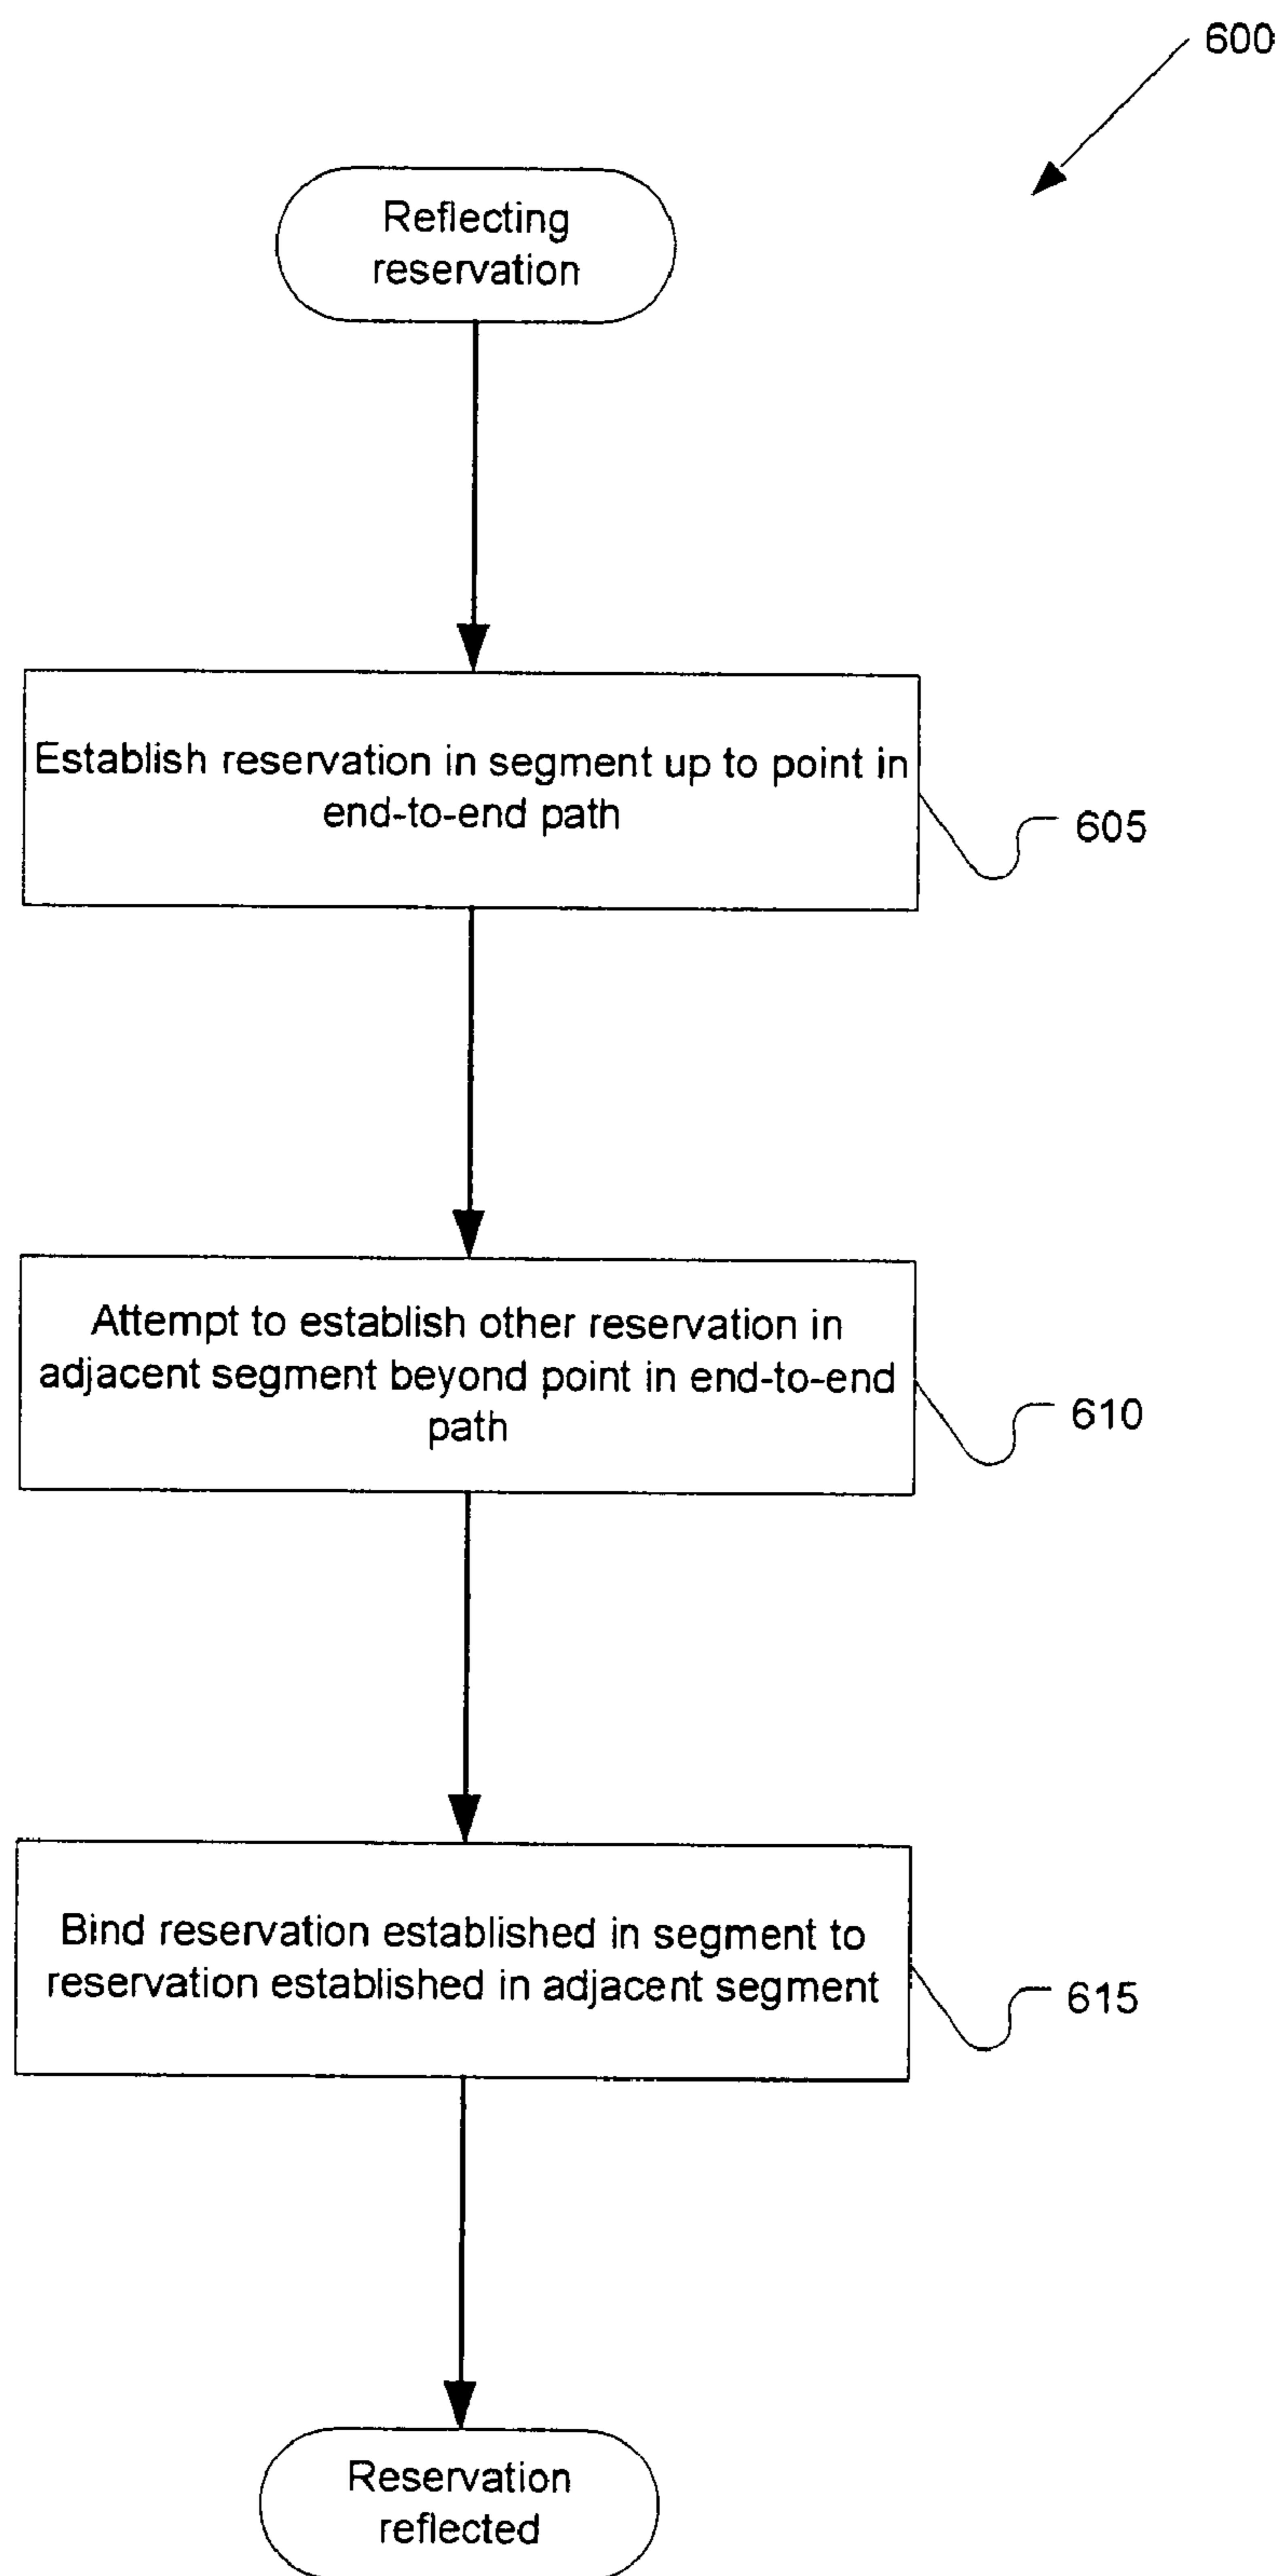 600
Reflecting
reservation
Establish reservation in segment up to point in
end-to-end path
605
Attempt to establish other reservation in
adjacent segment beyond point in end-to-end
path
610
Bind reservation established in segment to
reservation established in adjacent segment
615
Reservation
reflected